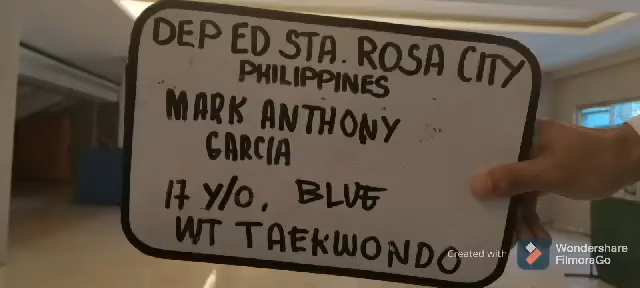 DEP ED STA. ROSA CITY
PHILIPPINES
MARK ANTHONY
GARCIA
17 Y/O, BLUE
WT TAEKWONDO
Created with Wondershare
FilmoraGo